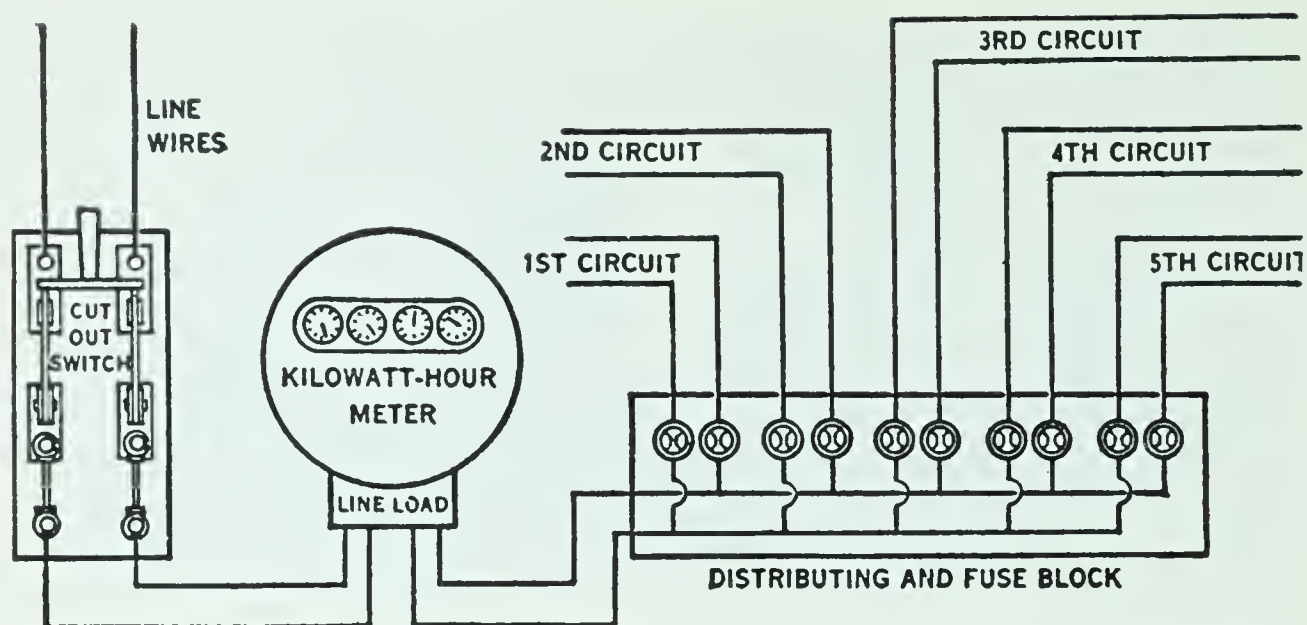 3RD CIRCUIT
LINE
WIRES
2ND CIRCUIT
4TH CIRCUIT
1ST CIRCUIT
5TH CIRCUIT
CUT
OUT
SWITCH
KILOWATT-HOUR
METER
LINE LOAD
DISTRIBUTING AND FUSE BLOCK